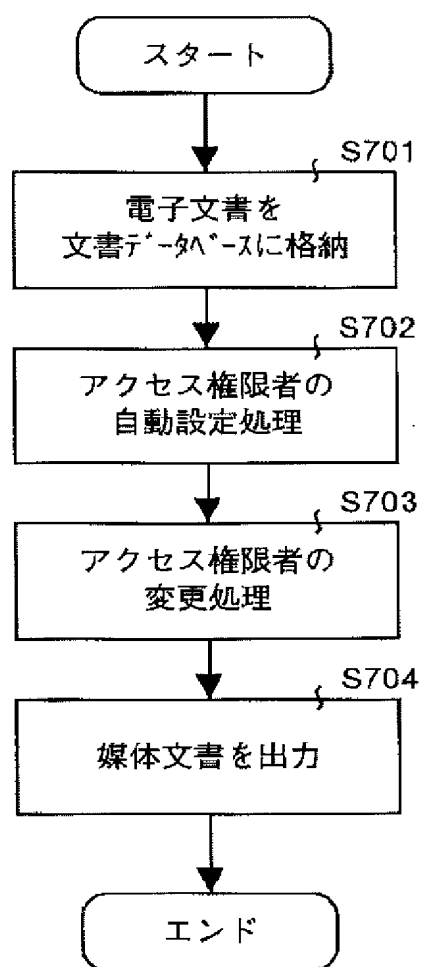 スタート
S701
電子文書を
文書ﾃﾞｰﾀﾍﾞｰｽに格納
S702
アクセス権限者の
自動設定処理
S703
アクセス権限者の
変更処理
S704
媒体文書を出力
エンド